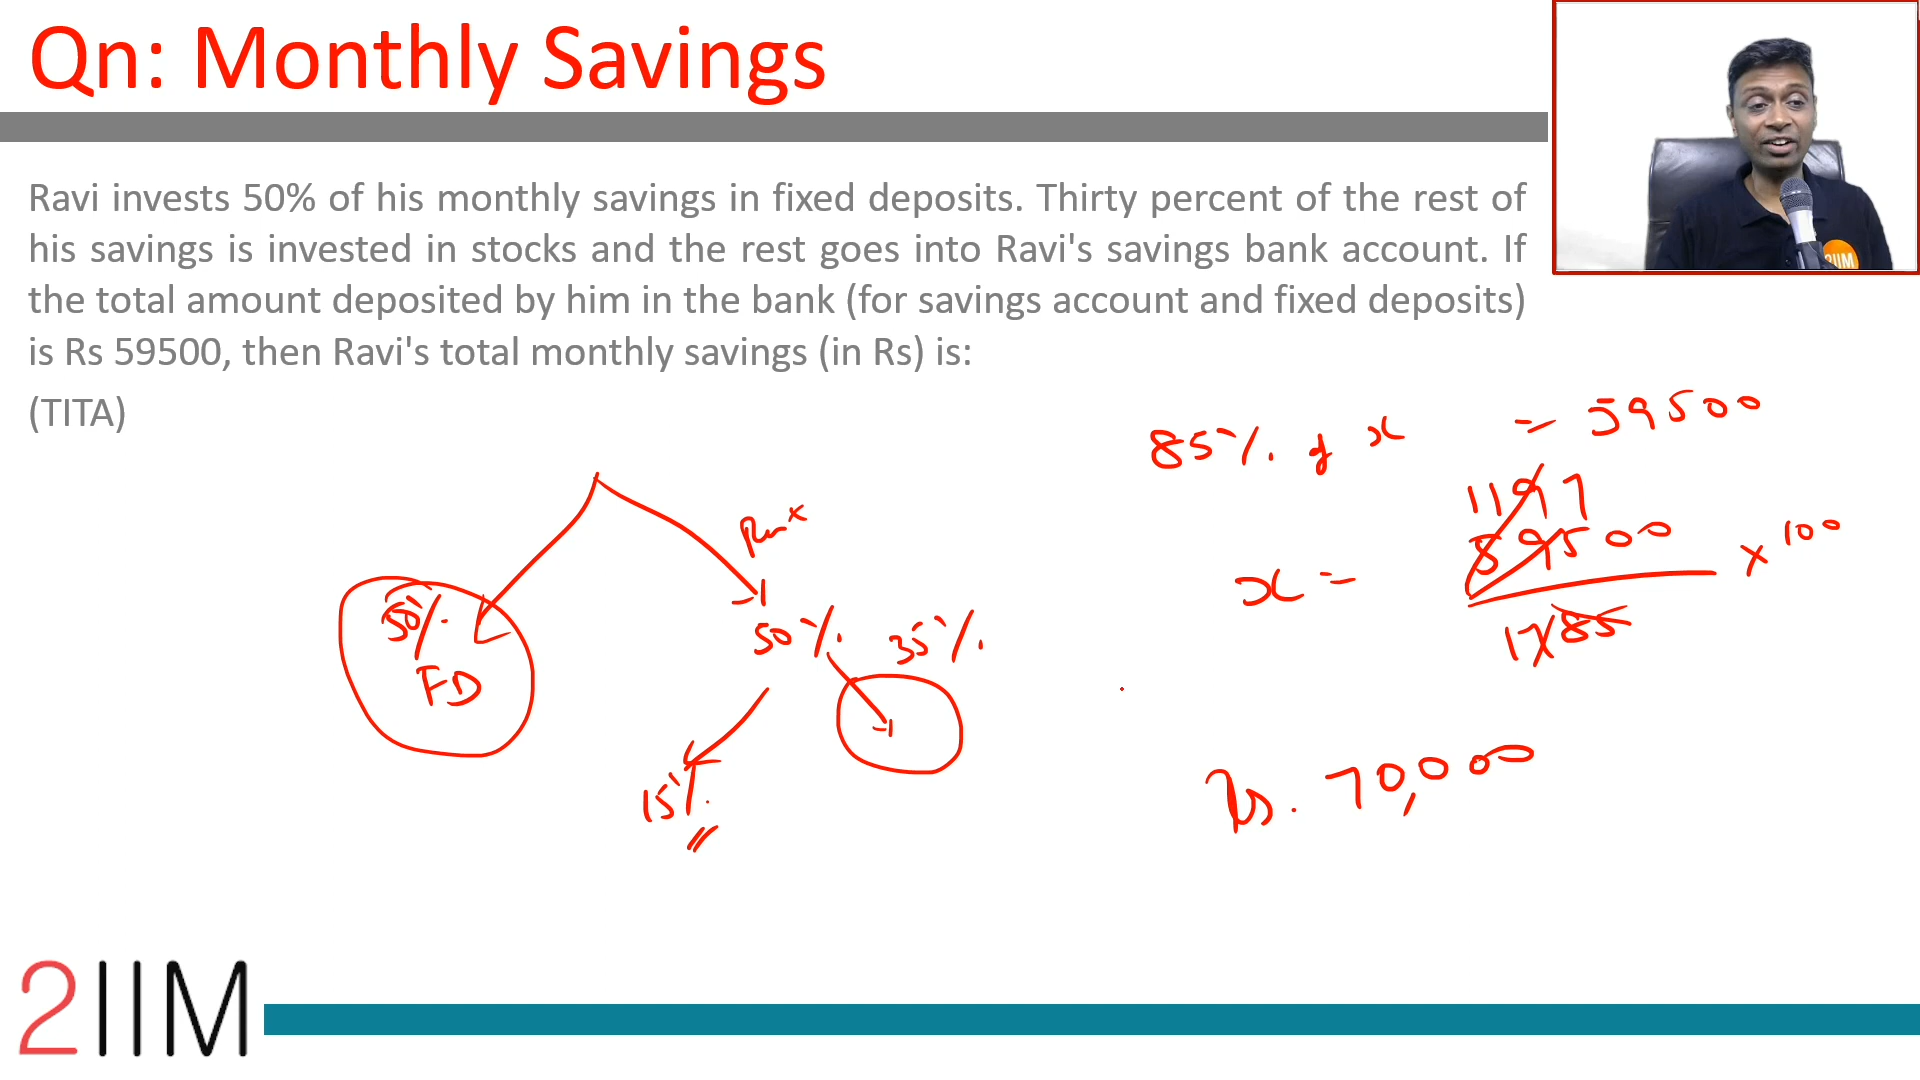 Qn: Monthly Savings
Ravi invests 50% of his monthly savings in fixed deposits. Thirty percent of the rest of
his savings is invested in stocks and the rest goes into Ravi's savings bank account. If
the total amount deposited by him in the bank (for savings account and fixed deposits)
is Rs 59500, then Ravi's total monthly savings (in Rs) is:
(TITA)
85% of x = 59500
x = 59500 × 100
85
17
50%
FD
50%
35%
15%
Rs. 70,000
2IIM
2IIM